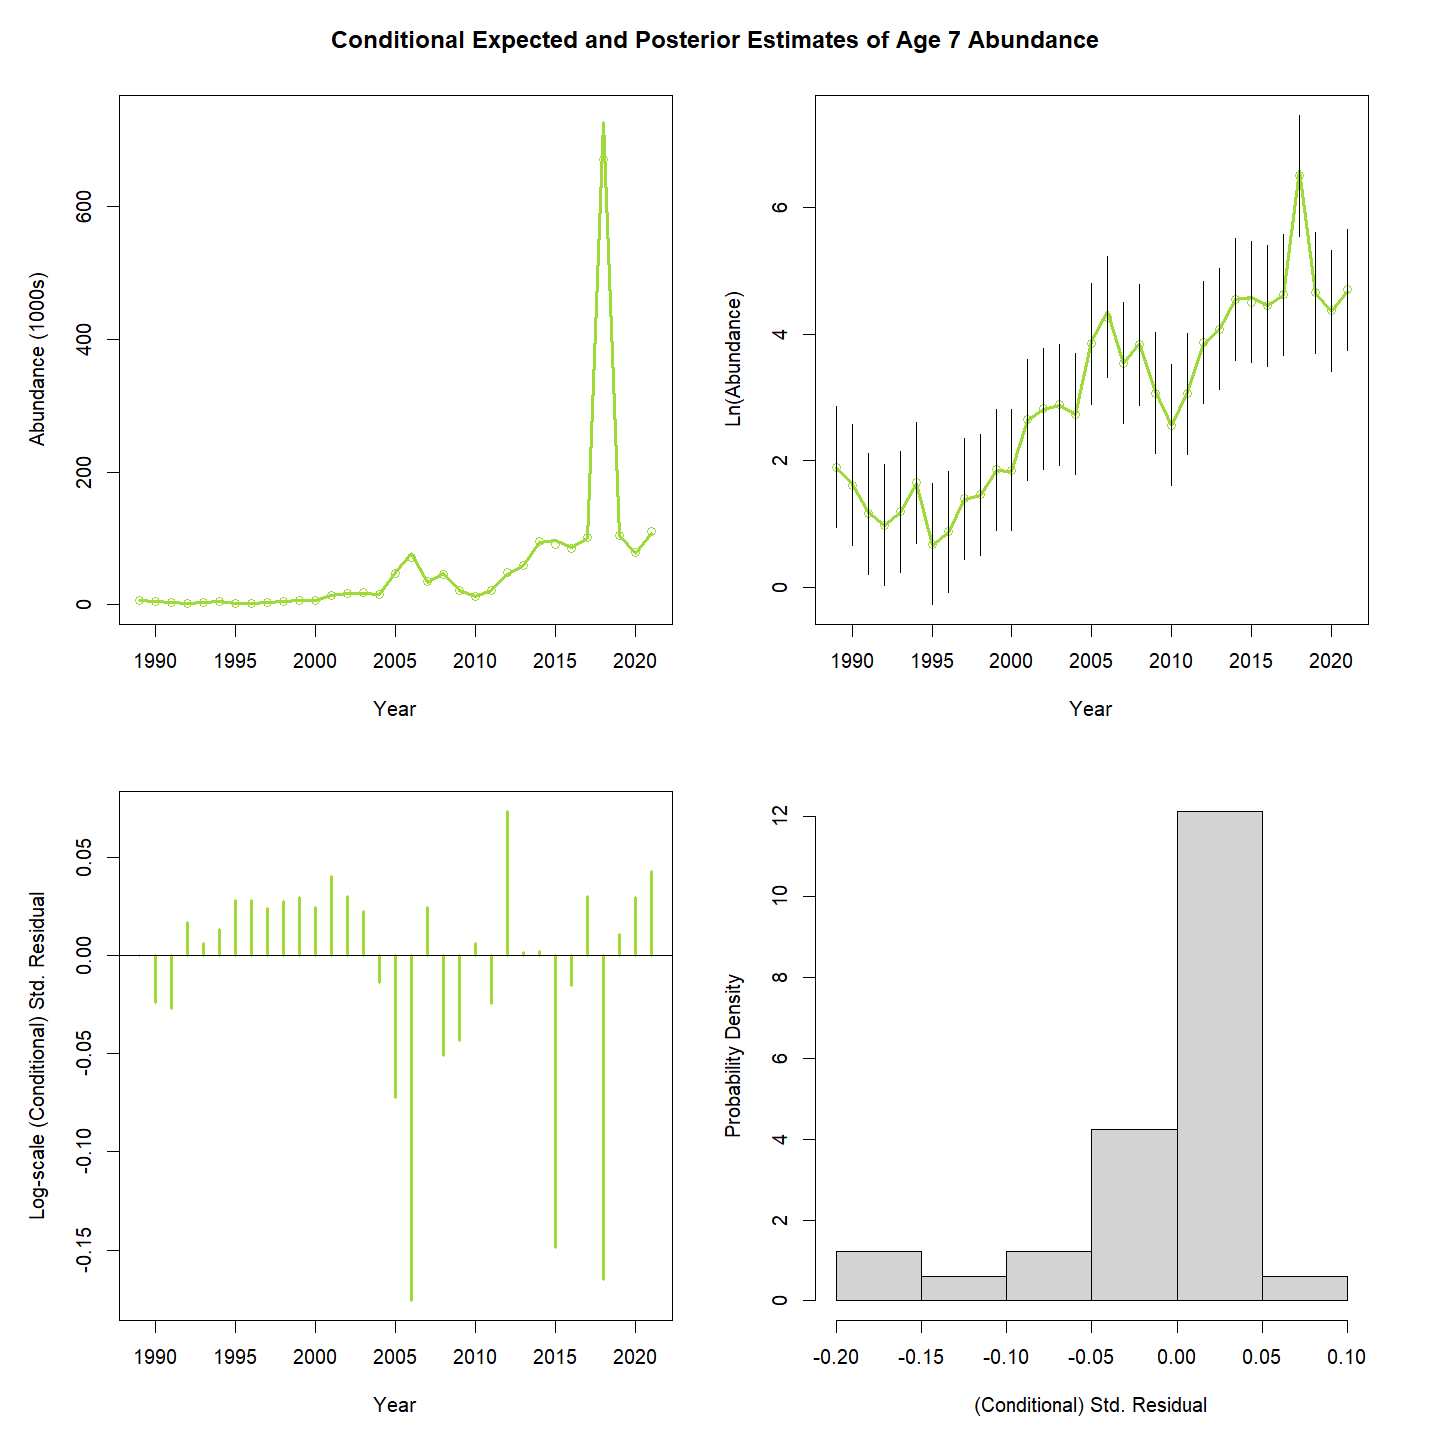 Conditional Expected and Posterior Estimates of Age 7 Abundance
Abundance (1000s)
600
400
200
0
1990 1995 2000 2005 2010 2015 2020
Year
Ln(Abundance)
6
4
2
0
1990 1995 2000 2005 2010 2015 2020
Year
Log-scale (Conditional) Std. Residual
0.05
0.00
-0.05
-0.10
-0.15
1990 1995 2000 2005 2010 2015 2020
Year
Probability Density
12
10
8
6
4
2
0
-0.20 -0.15 -0.10 -0.05 0.00 0.05 0.10
(Conditional) Std. Residual